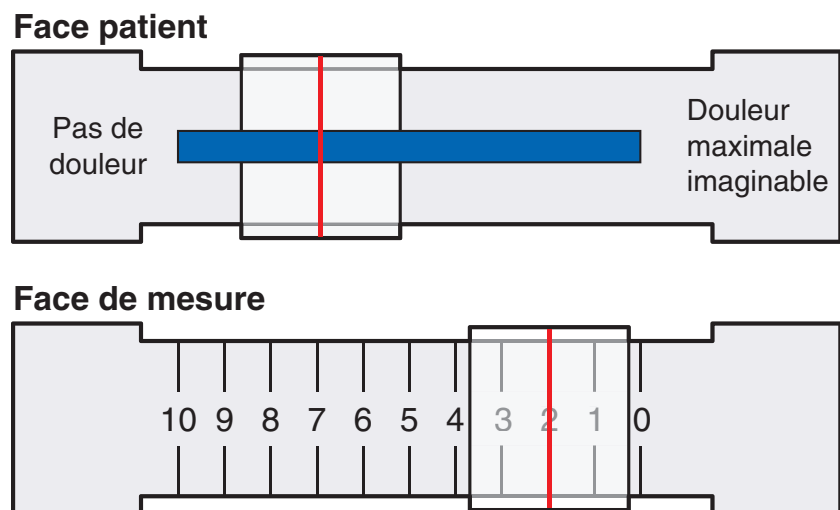 Face patient
Pas de
douleur
Douleur
maximale
imaginable
Face de mesure
10 9 8 7 6 5 4 3 2 1 0